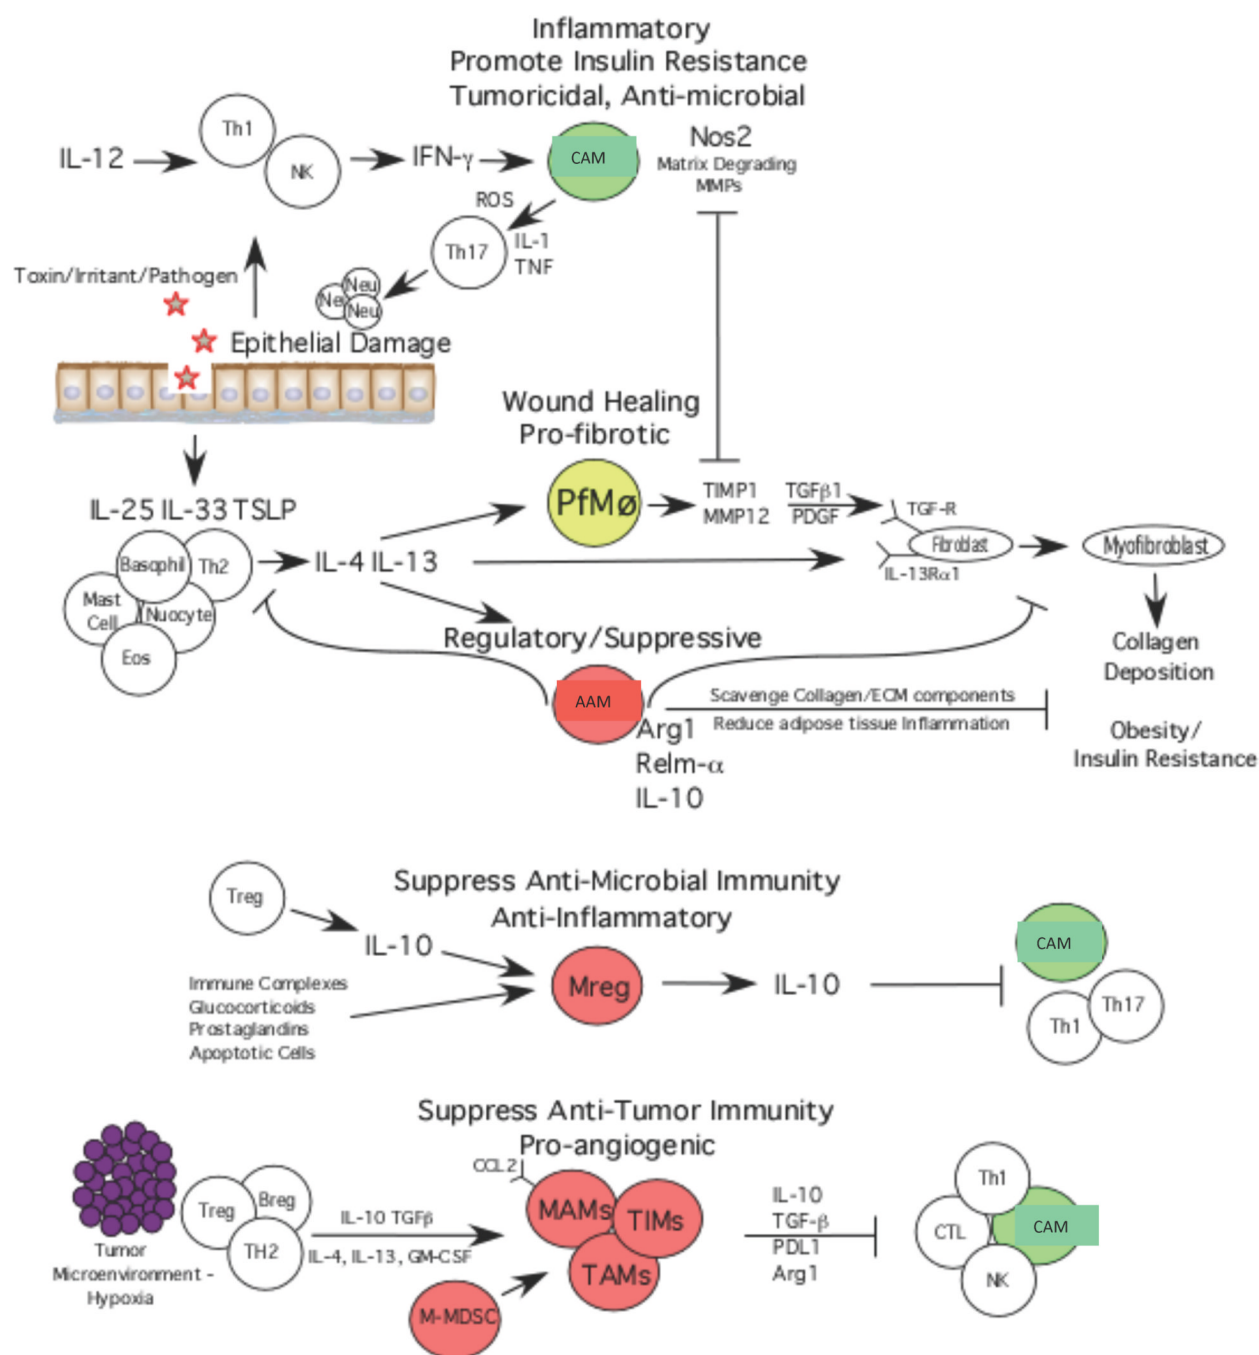 Inflammatory
Promote Insulin Resistance
Tumoricidal, Anti-microbial
IL-12
Th1
NK
IFN-γ
CAM
Nos2
Matrix Degrading
MMPs
ROS
Th17
IL-1
TNF
Neu
Neu
Neu
Toxin/Irritant/Pathogen
Epithelial Damage
Wound Healing
Pro-fibrotic
PfMø
TIMP1
MMP12
TGFβ1
PDGF
TGF-R
Fibroblast
IL-13Rα1
Myofibroblast
IL-25 IL-33 TSLP
Basophil
Th2
Mast
Cell
Nuocyte
Eos
IL-4 IL-13
Regulatory/Suppressive
AAM
Arg1
Relm-α
IL-10
Scavenge Collagen/ECM components
Reduce adipose tissue Inflammation
Collagen
Deposition
Obesity/
Insulin Resistance
Suppress Anti-Microbial Immunity
Anti-Inflammatory
Treg
IL-10
Immune Complexes
Glucocorticoids
Prostaglandins
Apoptotic Cells
Mreg
IL-10
CAM
Th1
Th17
Suppress Anti-Tumor Immunity
Pro-angiogenic
Tumor
Microenvironment -
Hypoxia
Treg
Breg
TH2
IL-10 TGFβ
IL-4, IL-13, GM-CSF
CCL2
MAMs
TIMs
TAMs
M-MDSC
IL-10
TGF-β
PDL1
Arg1
Th1
CTL
CAM
NK